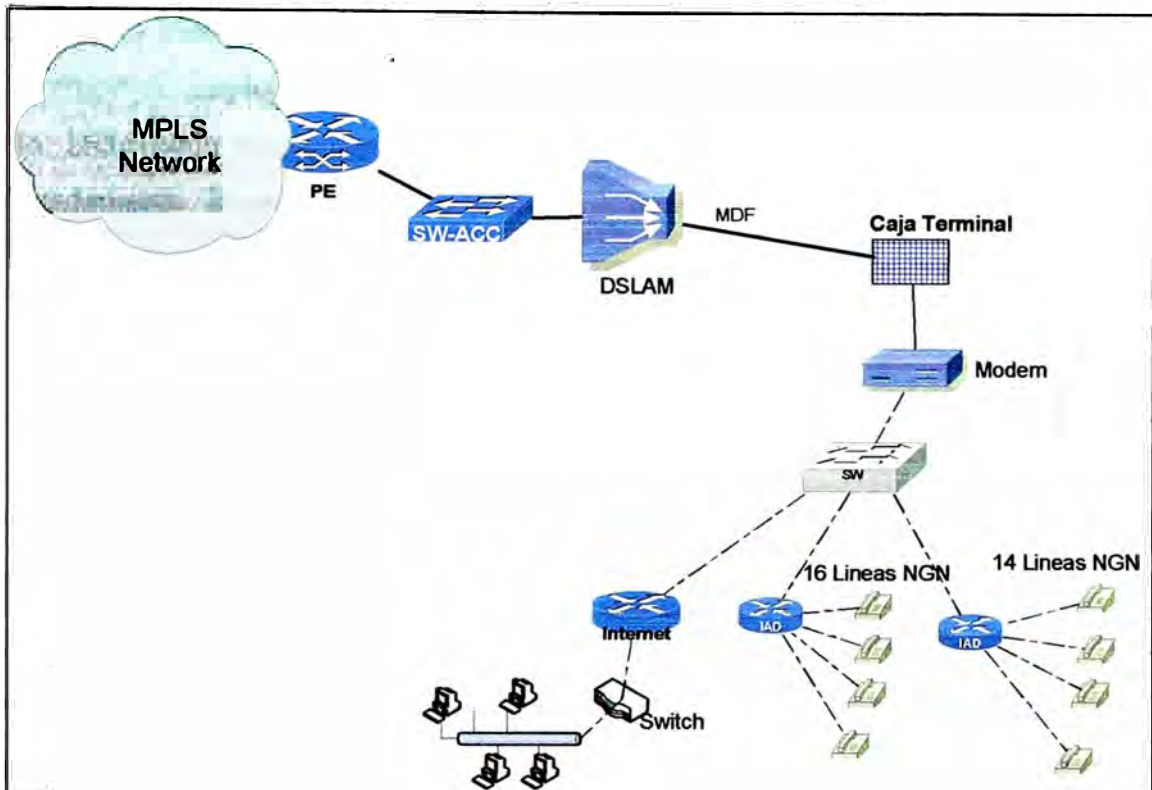 MPLS
Network
PE
SW-ACC
DSLAM
MDF
Caja Terminal
Modem
SW
16 Lineas NGN
14 Lineas NGN
Internet
IAD
IAD
Switch